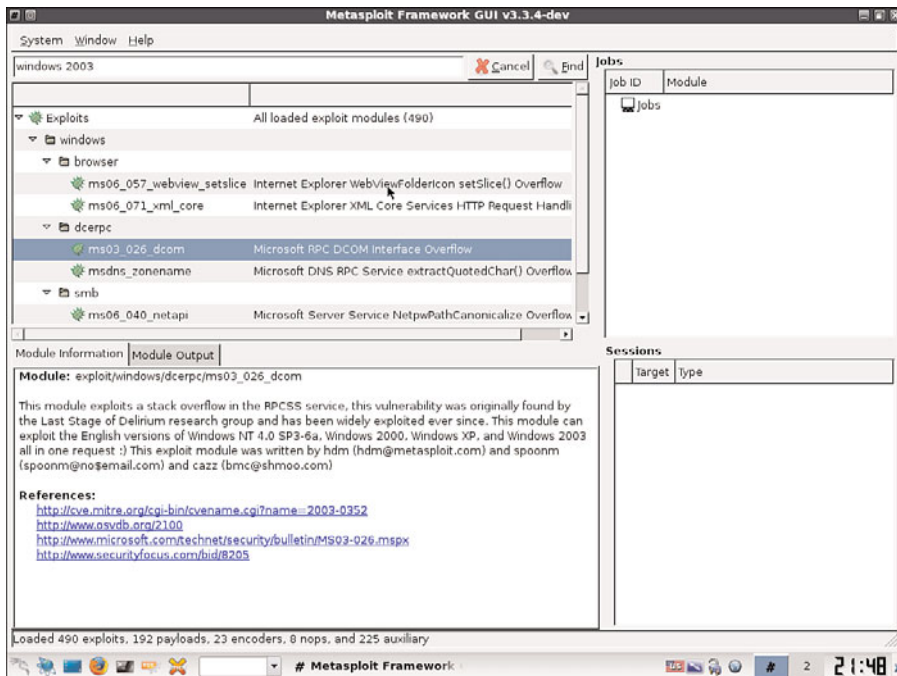 Metasploit Framework GUI v3.3.4-dev
System Window Help
windows 2003
Cancel
Find
Exploits All loaded exploit modules (490)
windows
browser
ms06_057_webview_setslice Internet Explorer WebViewFolderIcon setSlice() Overflow
ms06_071_xml_core Internet Explorer XML Core Services HTTP Request Handli
dcerpc
ms03_026_dcom Microsoft RPC DCOM Interface Overflow
msdns_zonename Microsoft DNS RPC Service extractQuotedChar() Overflow
smb
ms06_040_netapi Microsoft Server Service NetpwPathCanonicalize Overflow
Jobs
Job ID Module
Jobs
Module Information Module Output
Module: exploit/windows/dcerpc/ms03_026_dcom
This module exploits a stack overflow in the RPCSS service, this vulnerability was originally found by
the Last Stage of Delirium research group and has been widely exploited ever since. This module can
exploit the English versions of Windows NT 4.0 SP3-6a, Windows 2000, Windows XP, and Windows 2003
all in one request :) This exploit module was written by hdm (hdm@metasploit.com) and spoonm
(spoonm@no$email.com) and cazz (bmc@shmoo.com)
References:
http://cve.mitre.org/cgi-bin/cvename.cgi?name=2003-0352
http://www.osvdb.org/2100
http://www.microsoft.com/technet/security/bulletin/MS03-026.mspx
http://www.securityfocus.com/bid/8205
Sessions
Target Type
Loaded 490 exploits, 192 payloads, 23 encoders, 8 nops, and 225 auxiliary
# Metasploit Framework
# 2 21:48